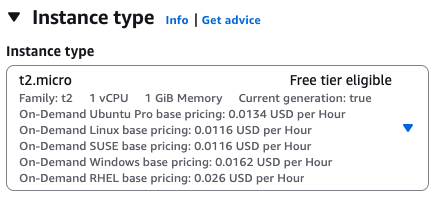 Instance type Info | Get advice
Instance type
t2.micro Free tier eligible
Family: t2 1 vCPU 1 GiB Memory Current generation: true
On-Demand Ubuntu Pro base pricing: 0.0134 USD per Hour
On-Demand Linux base pricing: 0.0116 USD per Hour
On-Demand SUSE base pricing: 0.0116 USD per Hour
On-Demand Windows base pricing: 0.0162 USD per Hour
On-Demand RHEL base pricing: 0.026 USD per Hour